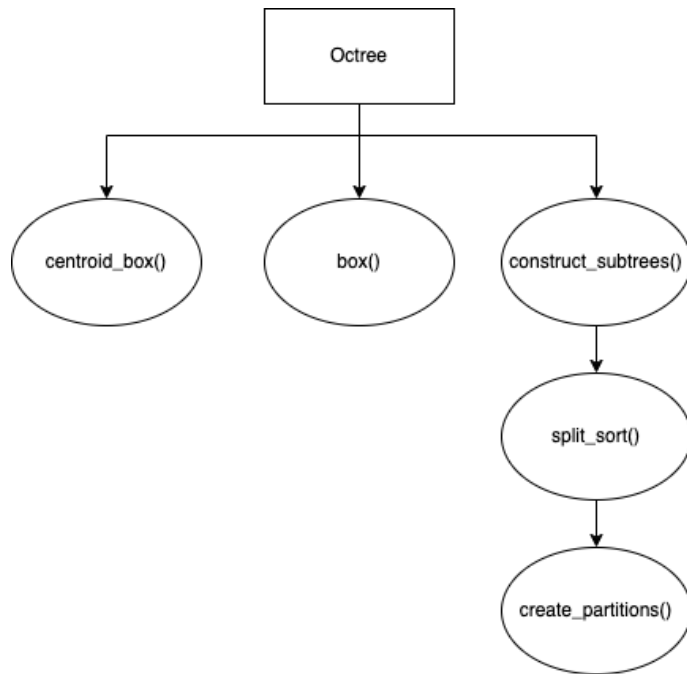 Octree
centroid_box()
box()
construct_subtrees()
split_sort()
create_partitions()